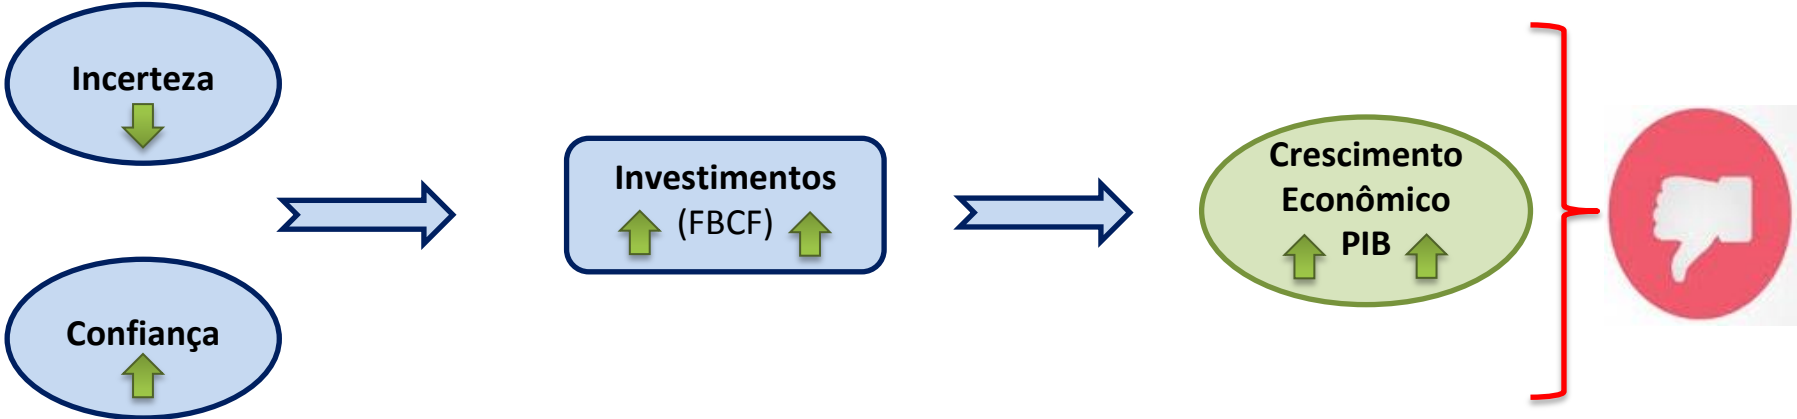 Incerteza
Confiança
Investimentos
(FBCF)
Crescimento
Econômico
PIB